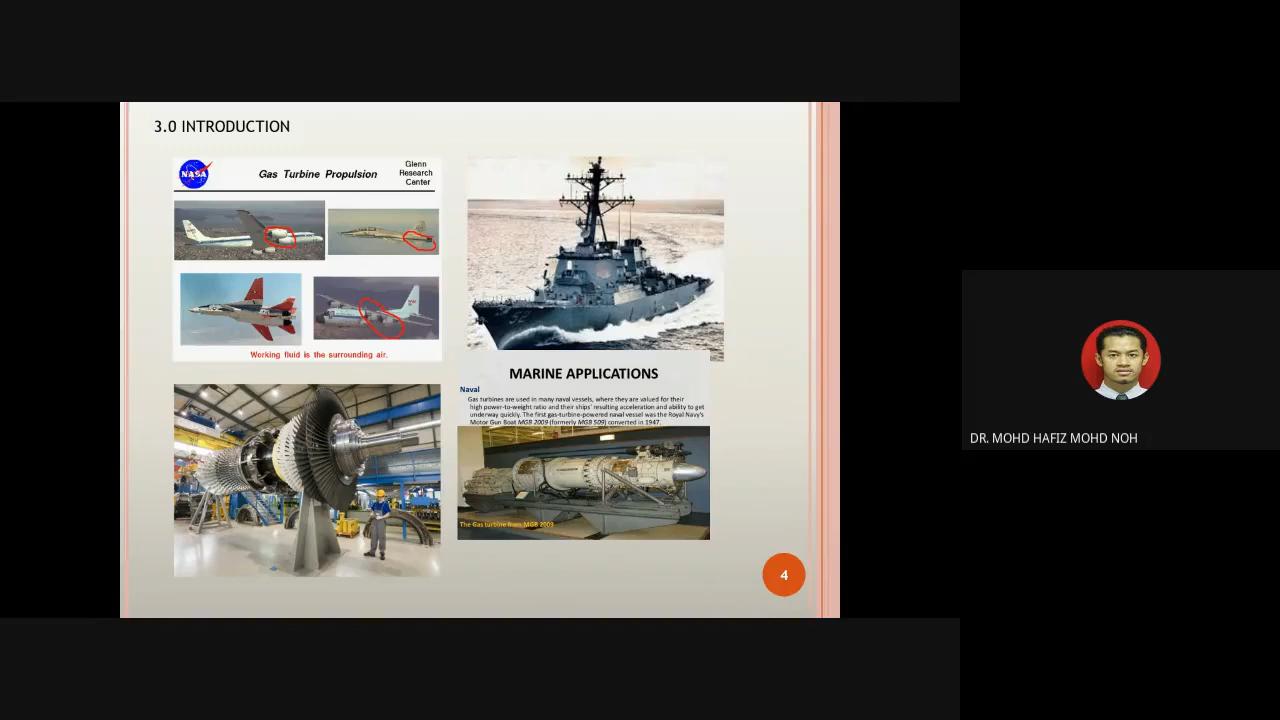 3.0 INTRODUCTION
NASA
Gas Turbine Propulsion
Glenn
Research
Center
Working fluid is the surrounding air.
MARINE APPLICATIONS
Naval
Gas turbines are used in many naval vessels, where they are valued for their
high power-to-weight ratio and their ships' resulting acceleration and ability to get
underway quickly. The first gas-turbine-powered naval vessel was the Royal Navy's
Motor Gun Boat MGB 2009 (formerly MGB 509) converted in 1947.
The Gas turbine from MGB 2009
4
DR. MOHD HAFIZ MOHD NOH